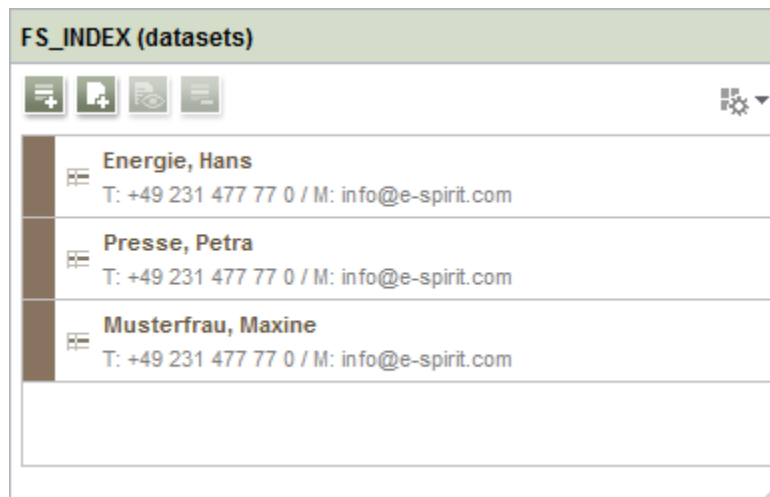 FS_INDEX (datasets)
Energie, Hans
T: +49 231 477 77 0 / M: info@e-spirit.com
Presse, Petra
T: +49 231 477 77 0 / M: info@e-spirit.com
Musterfrau, Maxine
T: +49 231 477 77 0 / M: info@e-spirit.com